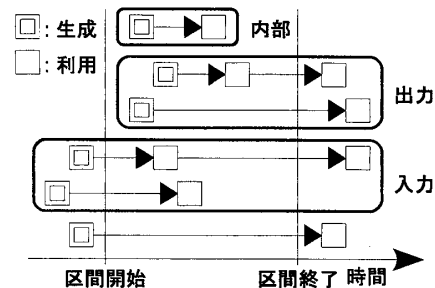 ：生成
内部
：利用
出力
入力
区間開始
区間終了 時間